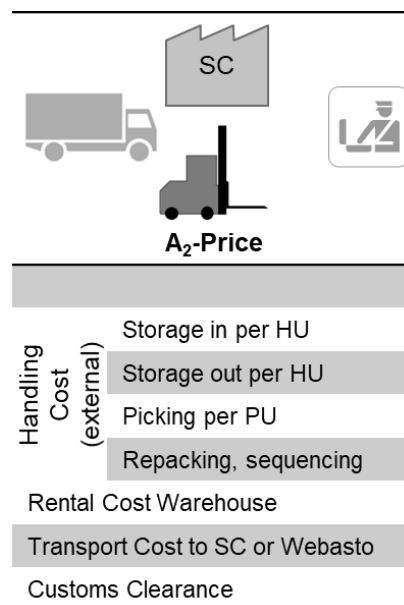 SC
A₂-Price
Handling
Cost
(external)
Storage in per HU
Storage out per HU
Picking per PU
Repacking, sequencing
Rental Cost Warehouse
Transport Cost to SC or Webasto
Customs Clearance